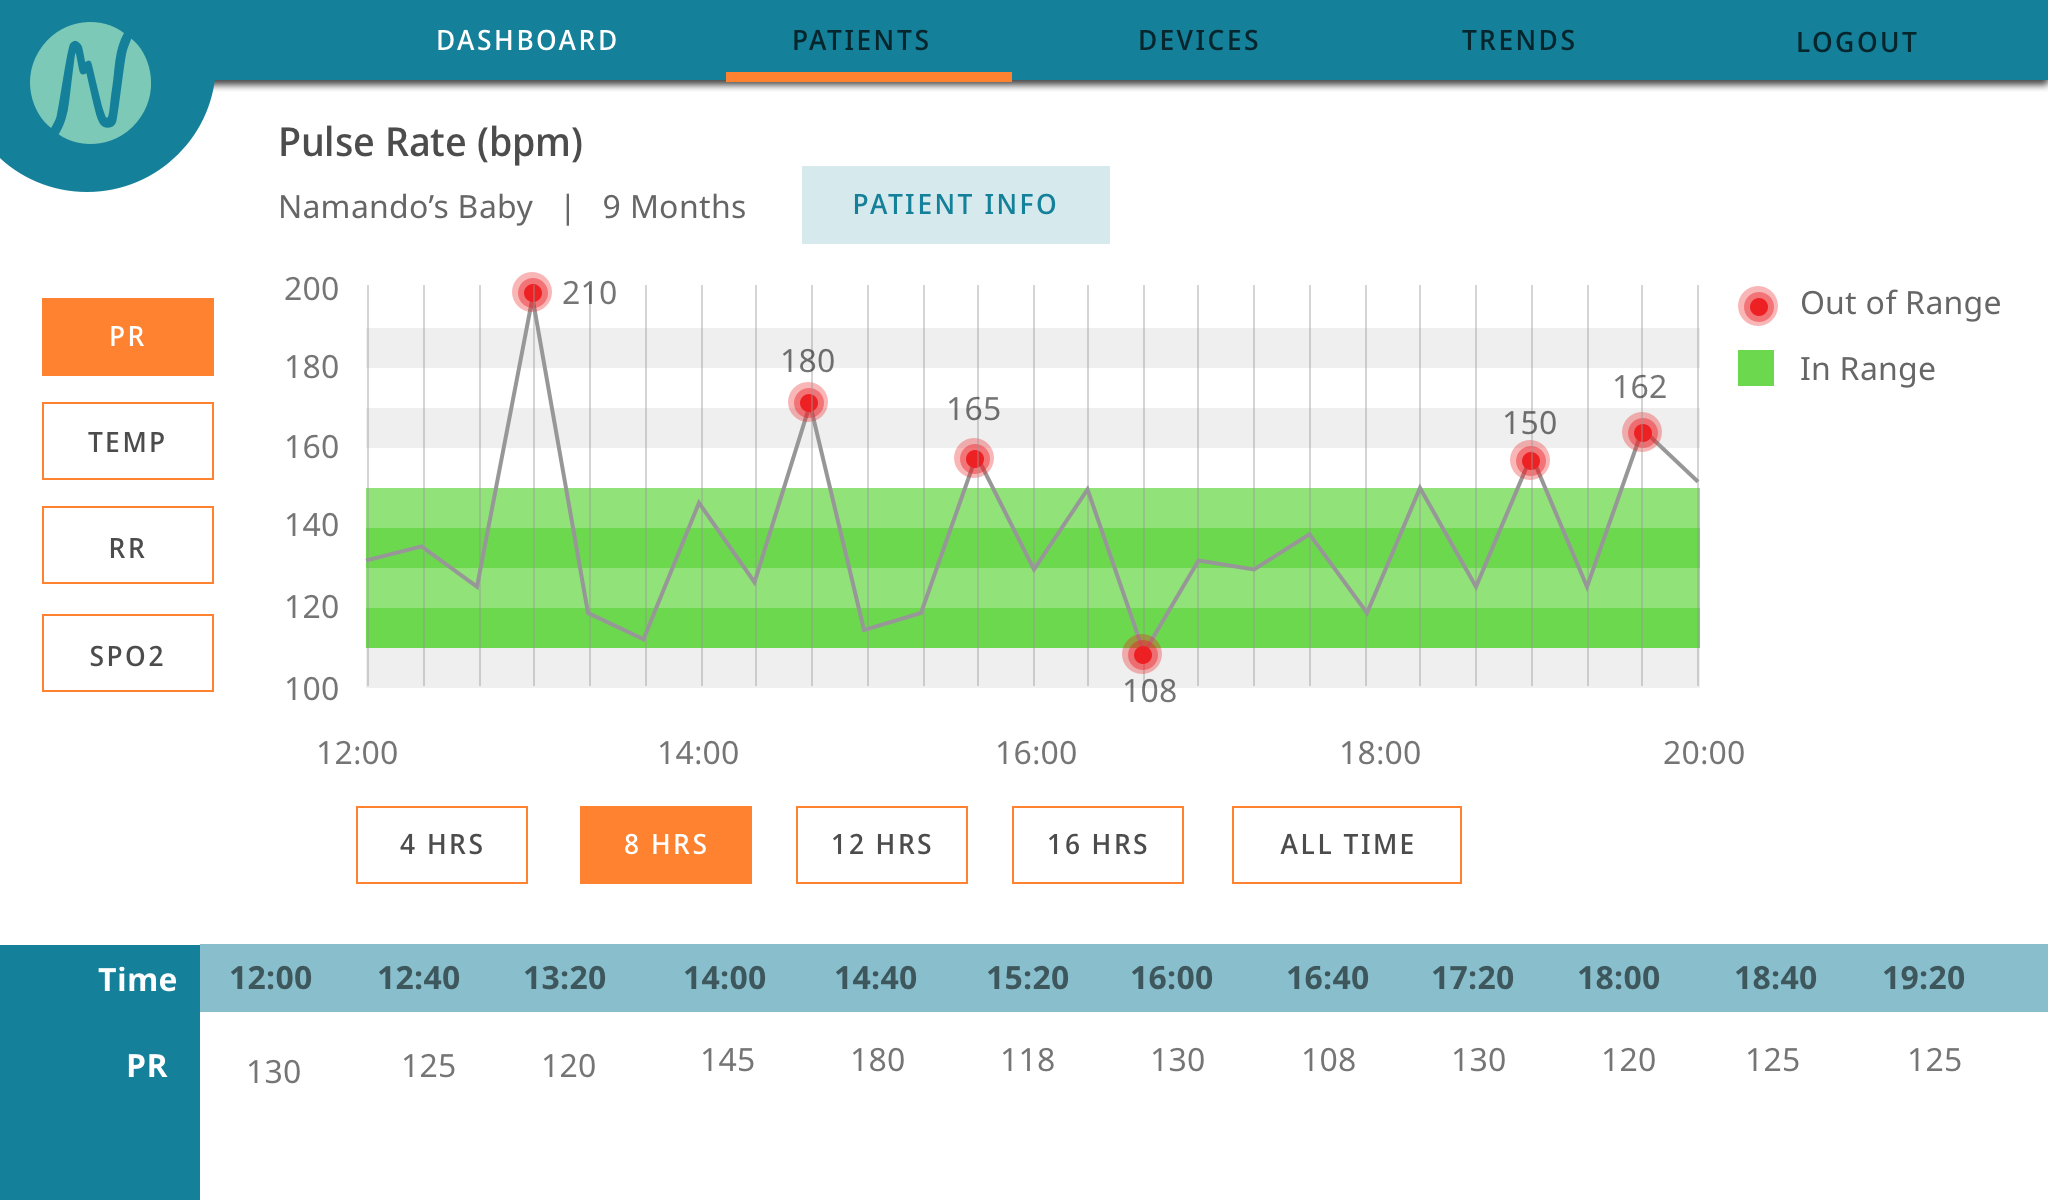 DASHBOARD PATIENTS DEVICES TRENDS LOGOUT
Pulse Rate (bpm)
Namando’s Baby | 9 Months
PATIENT INFO
PR
TEMP
RR
SPO2
200
180
160
140
120
100
210
180
165
108
150
162
Out of Range
In Range
12:00 14:00 16:00 18:00 20:00
4 HRS 8 HRS 12 HRS 16 HRS ALL TIME
Time 12:00 12:40 13:20 14:00 14:40 15:20 16:00 16:40 17:20 18:00 18:40 19:20
PR 130 125 120 145 180 118 130 108 130 120 125 125